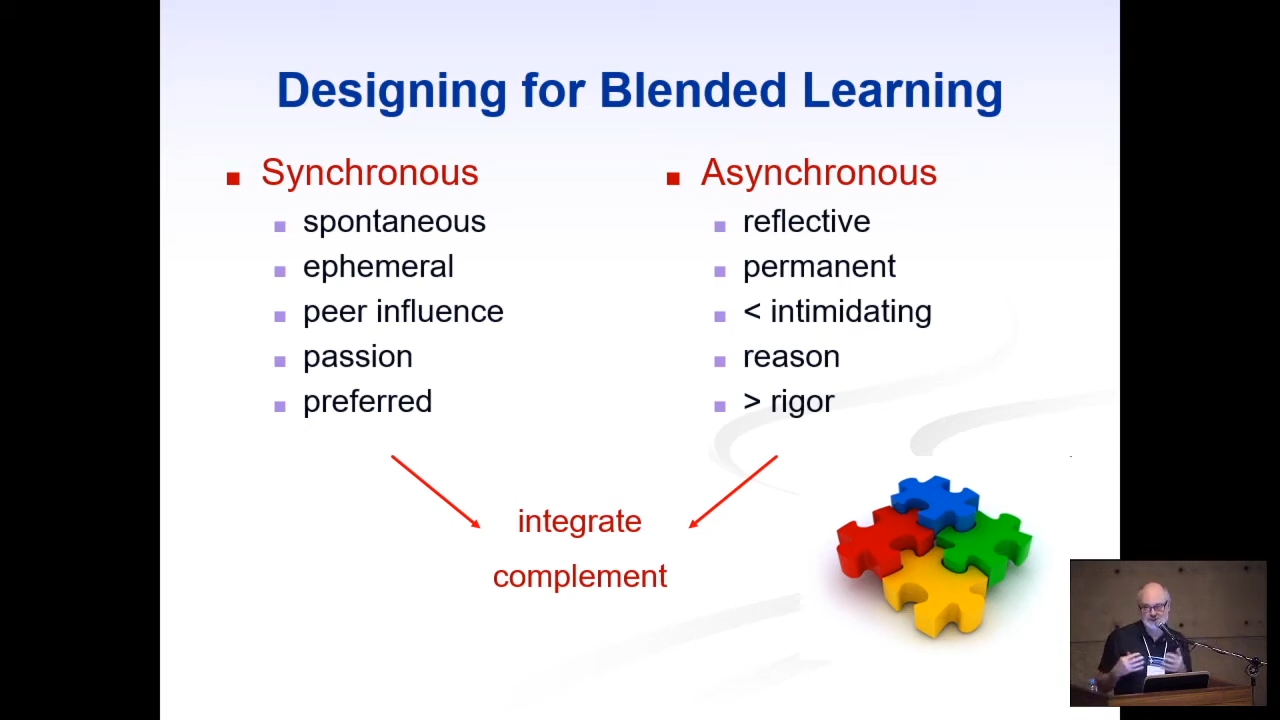 Designing for Blended Learning
Synchronous
spontaneous
ephemeral
peer influence
passion
preferred
Asynchronous
reflective
permanent
< intimidating
reason
> rigor
integrate
complement